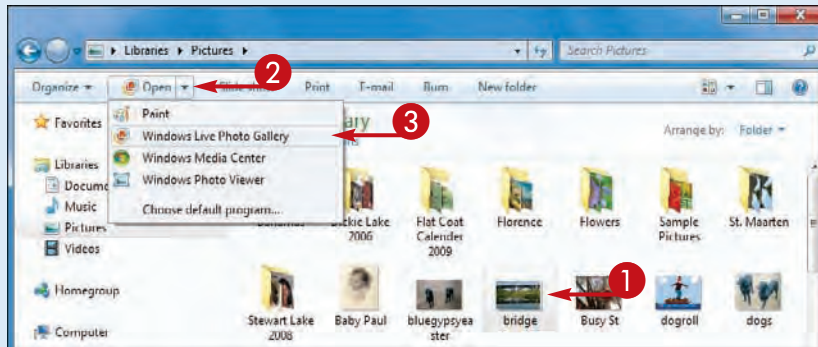 Libraries Pictures Search Pictures
Organize Open Print E-mail Burn New folder
2
Paint
Windows Live Photo Gallery
3
Windows Media Center
Windows Photo Viewer
Choose default program...
Favorites
Libraries
Music
Pictures
Videos
Homegroup
Computer
Arrange by: Folder
Lake 2006
Flat Coat Calender 2009
Florence
Flowers
Sample Pictures
St. Maarten
1
Stewart Lake 2008
Baby Paul
bluegypsyea
ster
bridge
Busy St
dogroll
dogs